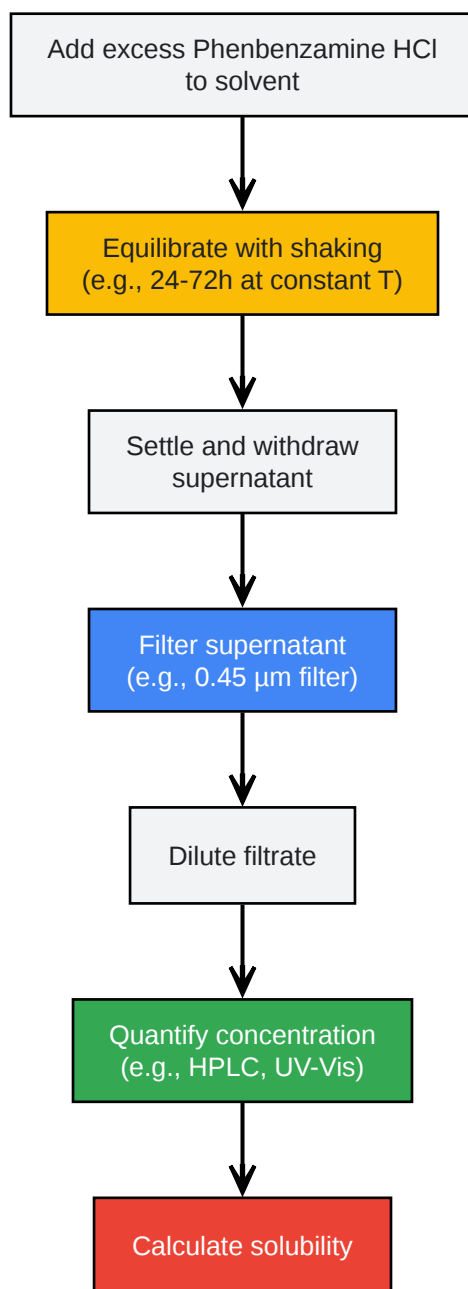 Add excess Phenbenzamine HCl
to solvent
Equilibrate with shaking
(e.g., 24-72h at constant T)
Settle and withdraw
supernatant
Filter supernatant
(e.g., 0.45 µm filter)
Dilute filtrate
Quantify concentration
(e.g., HPLC, UV-Vis)
Calculate solubility